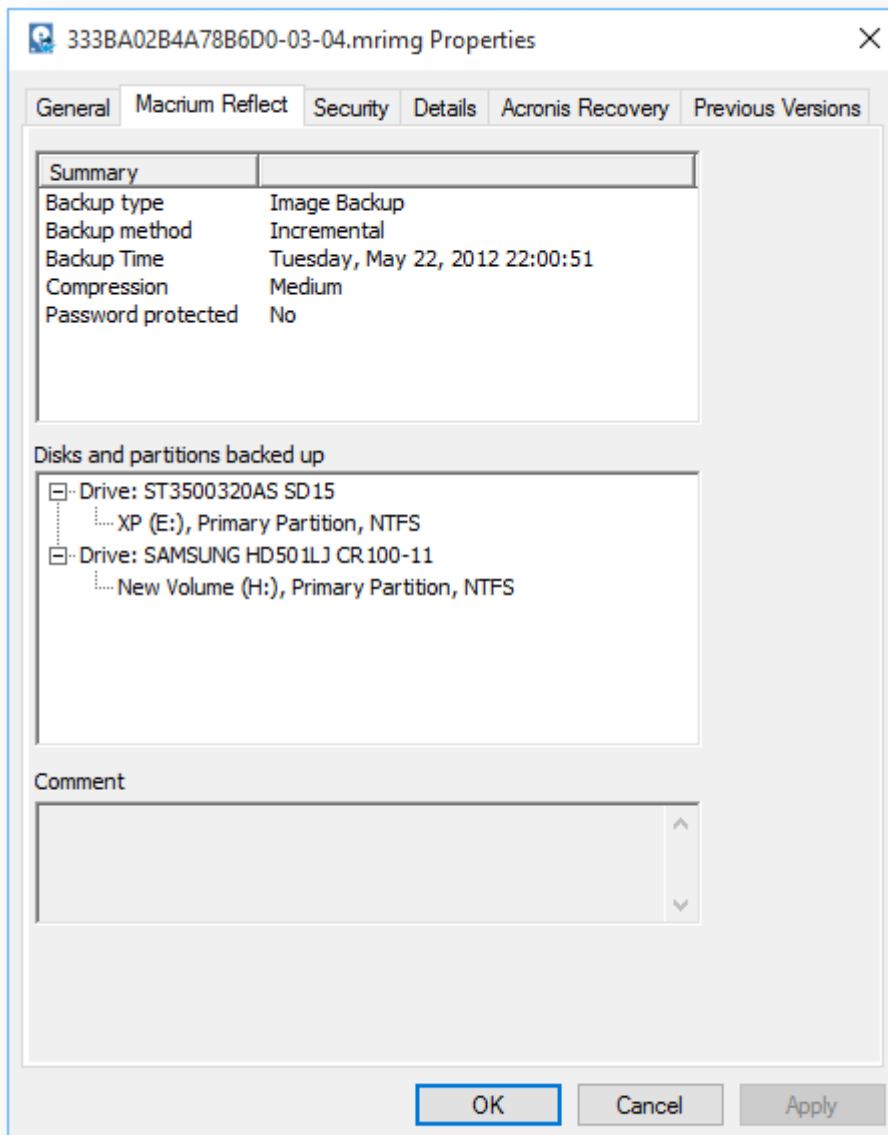 333BA02B4A78B6D0-03-04.mrimg Properties
General Macrium Reflect Security Details Acronis Recovery Previous Versions
Summary
Backup type Image Backup
Backup method Incremental
Backup Time Tuesday, May 22, 2012 22:00:51
Compression Medium
Password protected No
Disks and partitions backed up
Drive: ST3500320AS SD15
XP (E:), Primary Partition, NTFS
Drive: SAMSUNG HD501LJ CR100-11
New Volume (H:), Primary Partition, NTFS
Comment
OK Cancel Apply